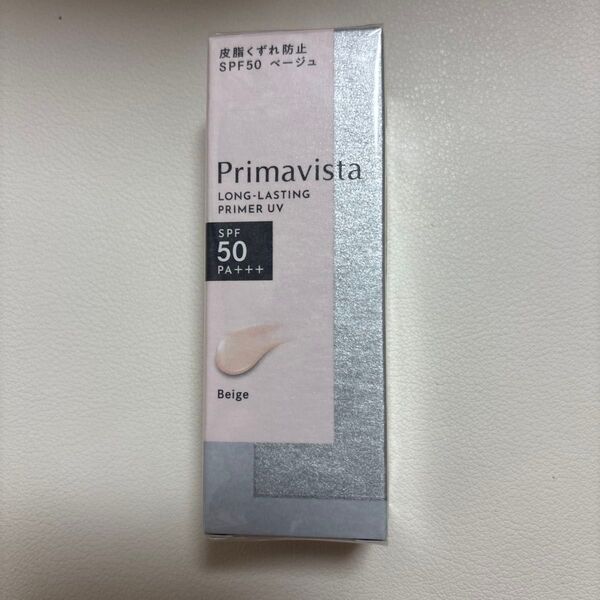 皮脂くずれ防止
SPF50 ベージュ
Primavista
LONG-LASTING
PRIMER UV
SPF
50
PA+++
Beige